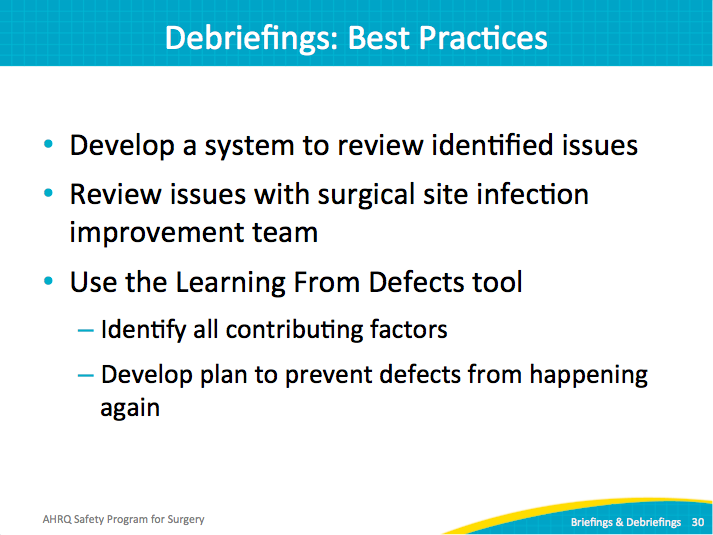 Debriefings: Best Practices
• Develop a system to review identified issues
• Review issues with surgical site infection
improvement team
• Use the Learning From Defects tool
– Identify all contributing factors
– Develop plan to prevent defects from happening
again
AHRQ Safety Program for Surgery
Briefings & Debriefings 30